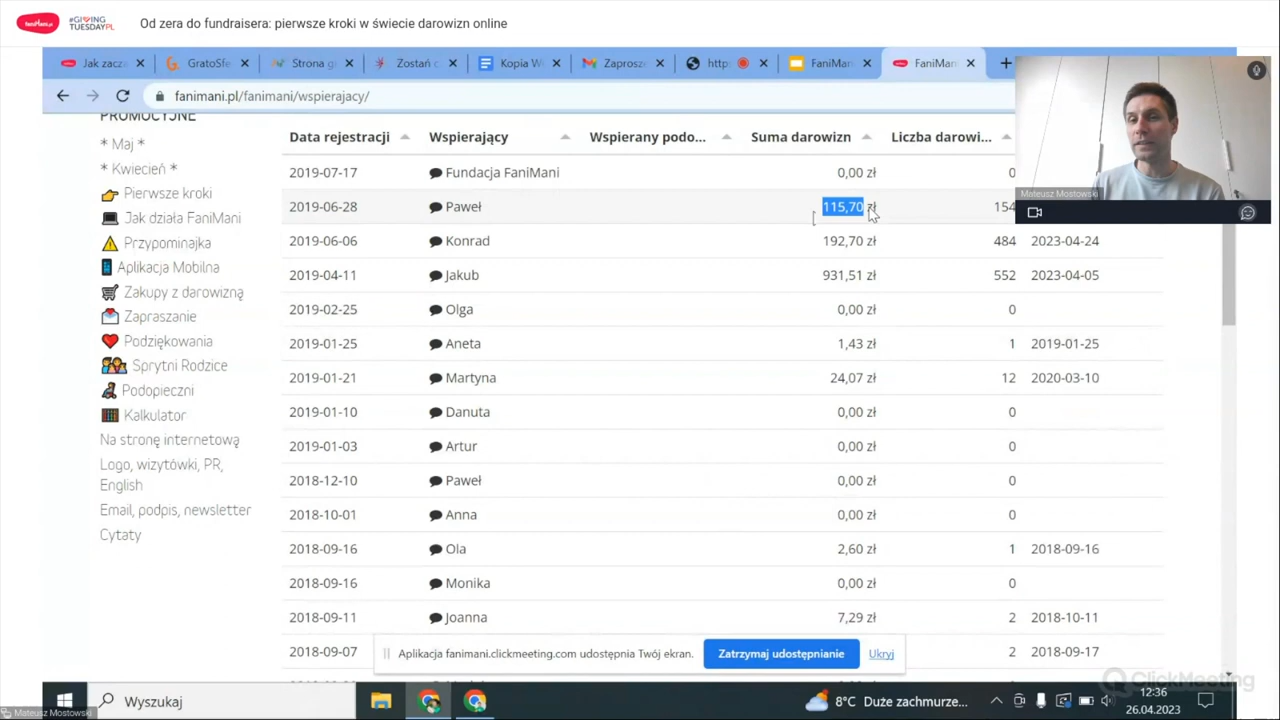 fanimani.pl #GIVING TUESDAYPL Od zera do fundraisera: pierwsze kroki w świecie darowizn online
Jak zacza GratoSfe Strona g Zostań Kopia W Zaprosz http FaniMan FaniMan
fanimani.pl/fanimani/wspierajacy/
PROMOCYJNE
* Maj *
* Kwiecień *
Pierwsze kroki
Jak działa FaniMani
Przypominajka
Aplikacja Mobilna
Zakupy z darowizną
Zapraszanie
Podziękowania
Sprytni Rodzice
Podopieczni
Kalkulator
Na stronę internetową
Logo, wizytówki, PR,
English
Email, podpis, newsletter
Cytaty
Data rejestracji Wspierający Wspierany podo... Suma darowizn Liczba darowi...
2019-07-17 Fundacja FaniMani 0,00 zł 0
2019-06-28 Paweł 115,70 zł 154
2019-06-06 Konrad 192,70 zł 484 2023-04-24
2019-04-11 Jakub 931,51 zł 552 2023-04-05
2019-02-25 Olga 0,00 zł 0
2019-01-25 Aneta 1,43 zł 1 2019-01-25
2019-01-21 Martyna 24,07 zł 12 2020-03-10
2019-01-10 Danuta 0,00 zł 0
2019-01-03 Artur 0,00 zł 0
2018-12-10 Paweł 0,00 zł 0
2018-10-01 Anna 0,00 zł 0
2018-09-16 Ola 2,60 zł 1 2018-09-16
2018-09-16 Monika 0,00 zł 0
2018-09-11 Joanna 7,29 zł 2 2018-10-11
2018-09-07 2 2018-09-17
Mateusz Mostowski
Aplikacja fanimani.clickmeeting.com udostępnia Twój ekran. Zatrzymaj udostępnianie Ukryj
ClickMeeting
Wyszukaj 8°C Duże zachmurze... 12:36
26.04.2023
Mateusz Mostowski